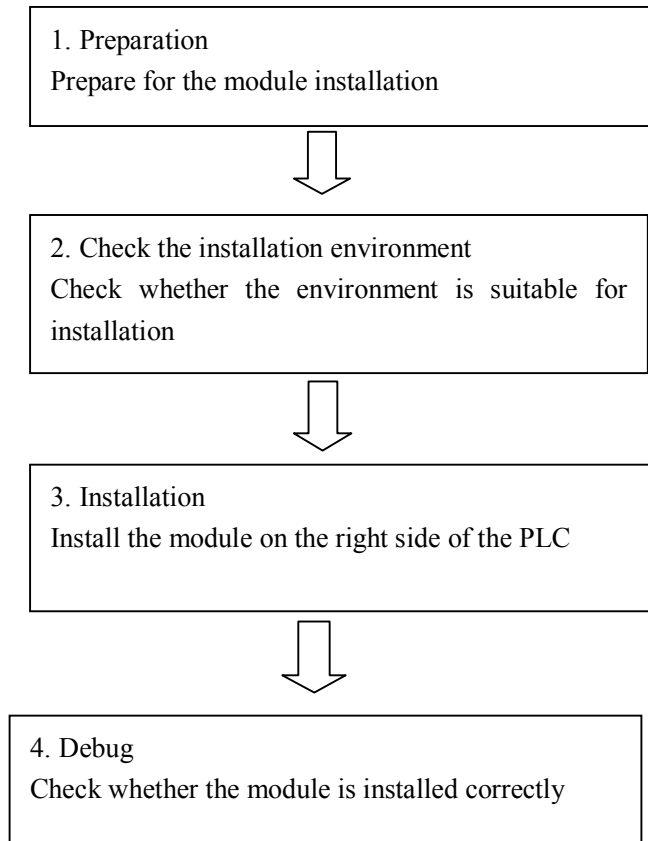 1. Preparation
Prepare for the module installation
2. Check the installation environment
Check whether the environment is suitable for
installation
3. Installation
Install the module on the right side of the PLC
4. Debug
Check whether the module is installed correctly